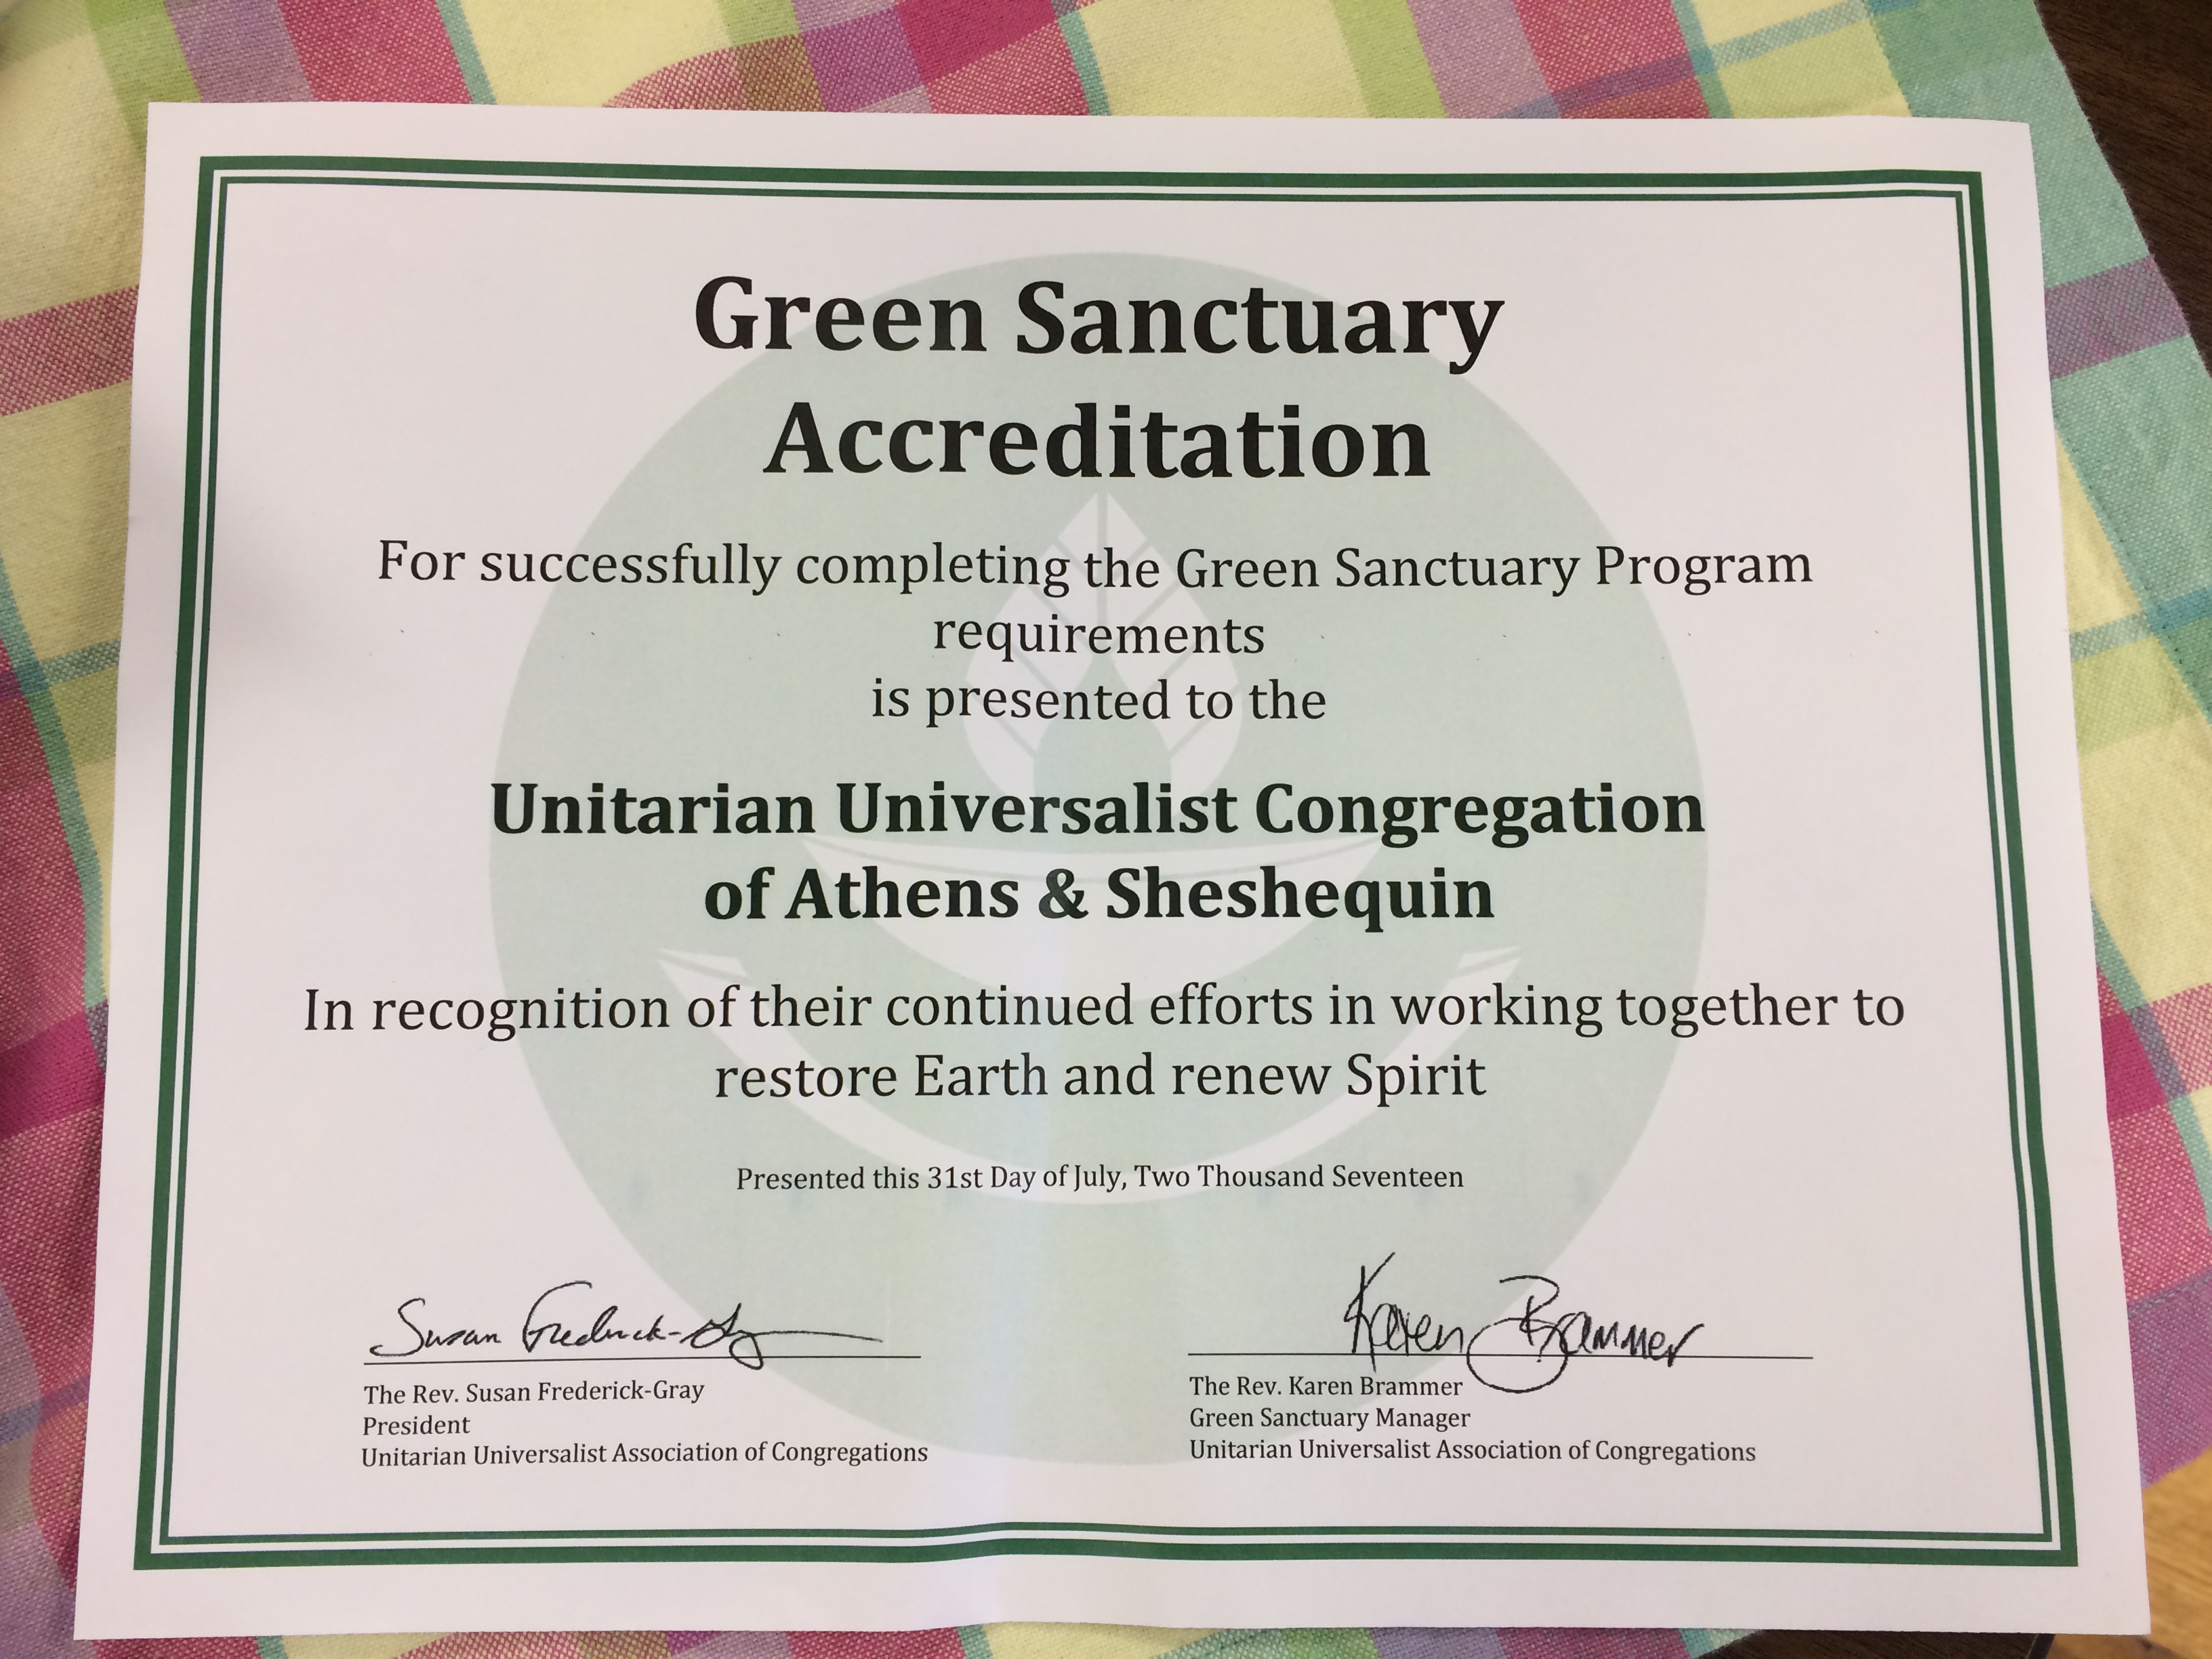 Green Sanctuary
Accreditation
For successfully completing the Green Sanctuary Program
requirements
is presented to the
Unitarian Universalist Congregation
of Athens & Sheshequin
In recognition of their continued efforts in working together to
restore Earth and renew Spirit
Presented this 31st Day of July, Two Thousand Seventeen
Susan Frederick-Gray
The Rev. Susan Frederick-Gray
President
Unitarian Universalist Association of Congregations
Karen Brammer
The Rev. Karen Brammer
Green Sanctuary Manager
Unitarian Universalist Association of Congregations